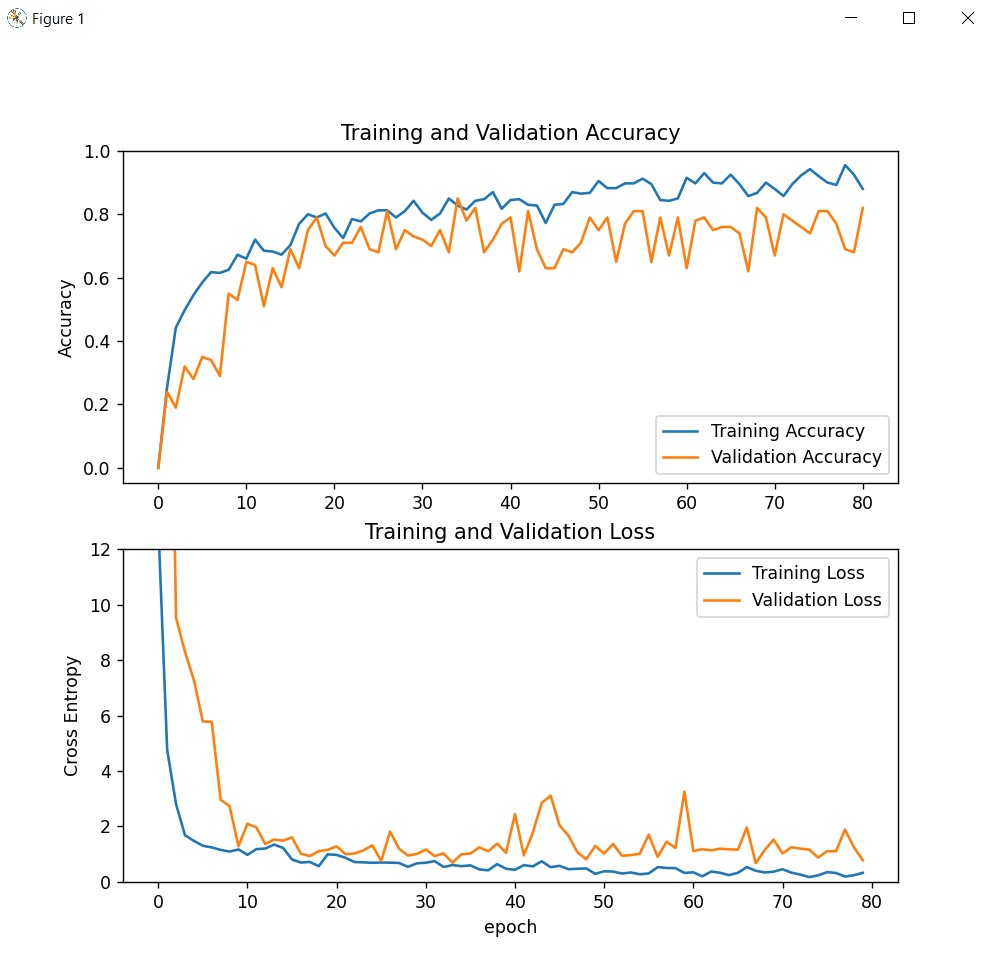 Figure 1
Training and Validation Accuracy
1.0
0.8
0.6
0.4
0.2
0.0
Accuracy
Training Accuracy
Validation Accuracy
0 10 20 30 40 50 60 70 80
Training and Validation Loss
12
10
8
6
4
2
0
Cross Entropy
Training Loss
Validation Loss
0 10 20 30 40 50 60 70 80
epoch